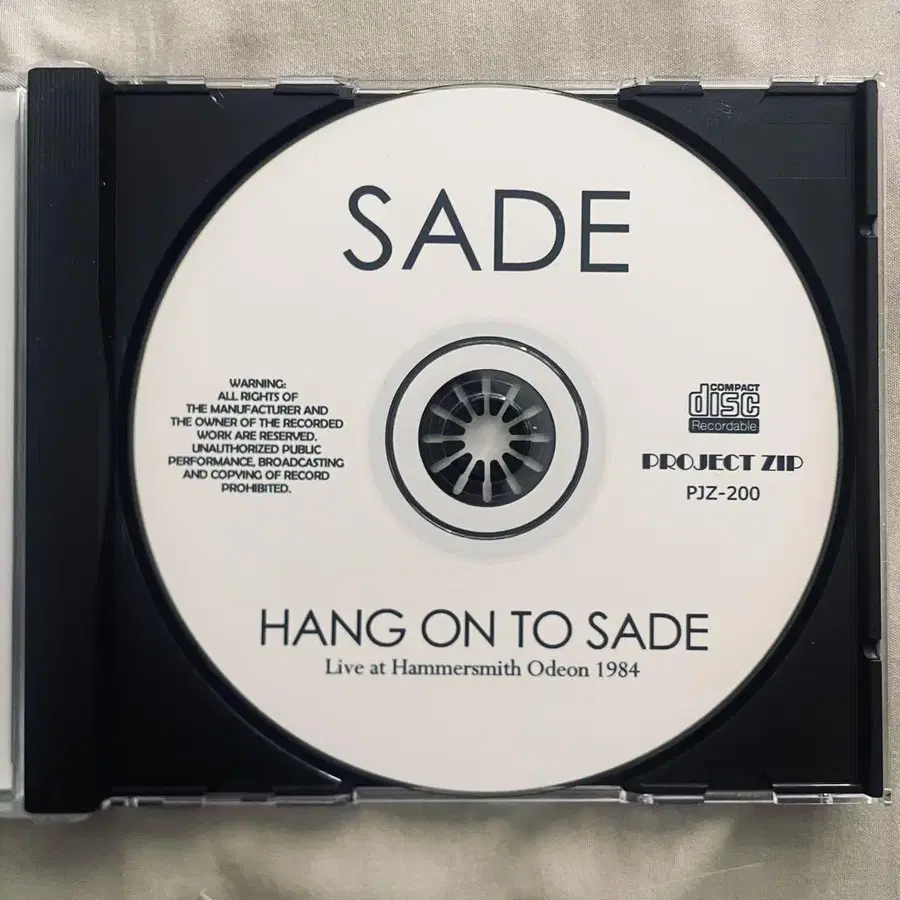 SADE
WARNING:
ALL RIGHTS OF
THE MANUFACTURER AND
THE OWNER OF THE RECORDED
WORK ARE RESERVED.
UNAUTHORIZED PUBLIC
PERFORMANCE, BROADCASTING
AND COPYING OF RECORD
PROHIBITED.
COMPACT
disc
Recordable
PROJECT ZIP
PJZ-200
HANG ON TO SADE
Live at Hammersmith Odeon 1984